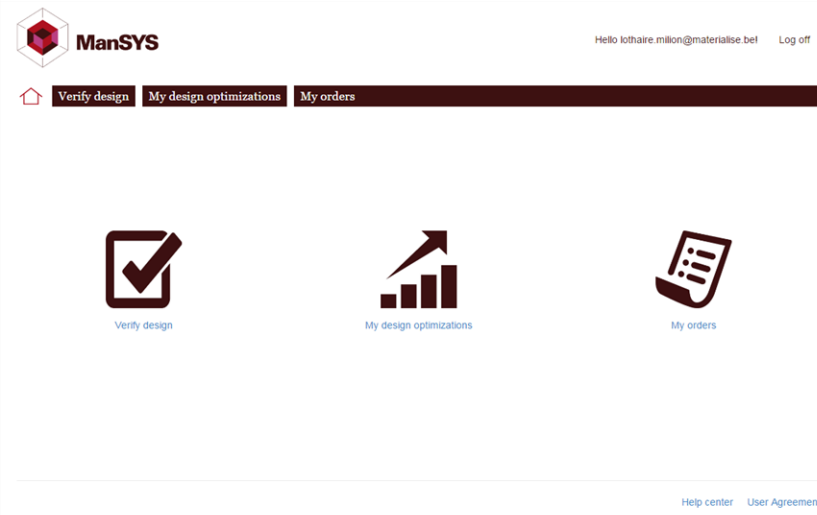 ManSYS
Hello lothaire.milion@materialise.be! Log off
Verify design My design optimizations My orders
Verify design My design optimizations My orders
Help center User Agreemen